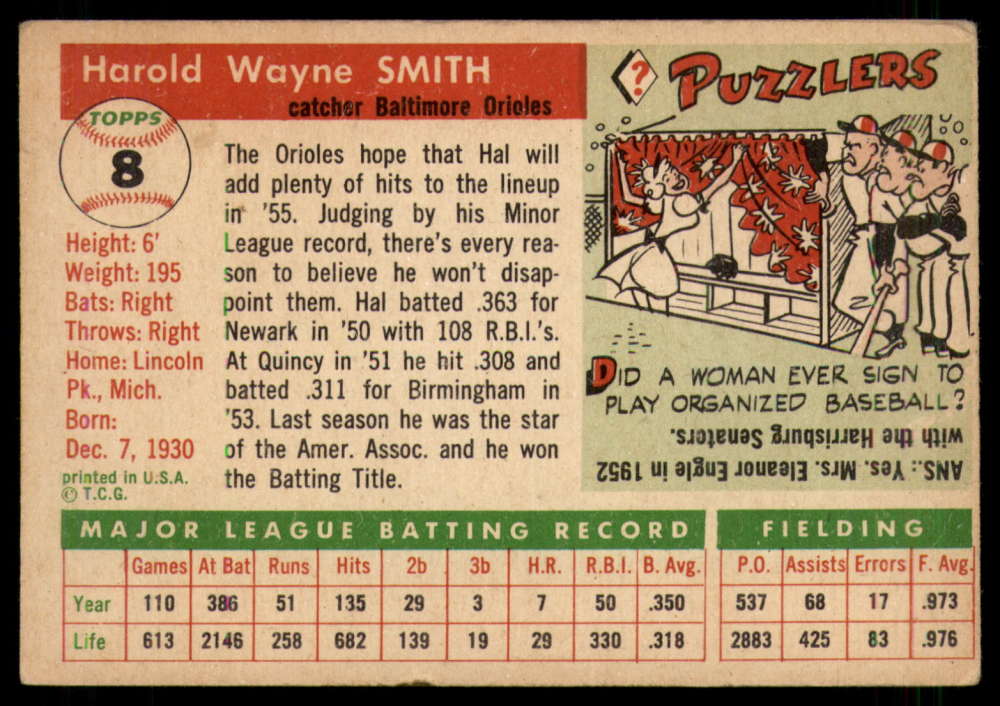 Harold Wayne SMITH
catcher Baltimore Orioles
TOPPS
8
Height: 6'
Weight: 195
Bats: Right
Throws: Right
Home: Lincoln
Pk., Mich.
Born:
Dec. 7, 1930
printed in U.S.A.
© T.C.G.
The Orioles hope that Hal will
add plenty of hits to the lineup
in '55. Judging by his Minor
League record, there's every rea-
son to believe he won't disap-
point them. Hal batted .363 for
Newark in '50 with 108 R.B.I.'s.
At Quincy in '51 he hit .308 and
batted .311 for Birmingham in
'53. Last season he was the star
of the Amer. Assoc. and he won
the Batting Title.
? PUZZLERS
DID A WOMAN EVER SIGN TO
PLAY ORGANIZED BASEBALL?
ANS.: Yes. Mrs. Eleanor Engle in 1952
with the Harrisburg Senators.
MAJOR LEAGUE BATTING RECORD FIELDING
Games At Bat Runs Hits 2b 3b H.R. R.B.I. B. Avg. P.O. Assists Errors F. Avg.
Year 110 386 51 135 29 3 7 50 .350 537 68 17 .973
Life 613 2146 258 682 139 19 29 330 .318 2883 425 83 .976